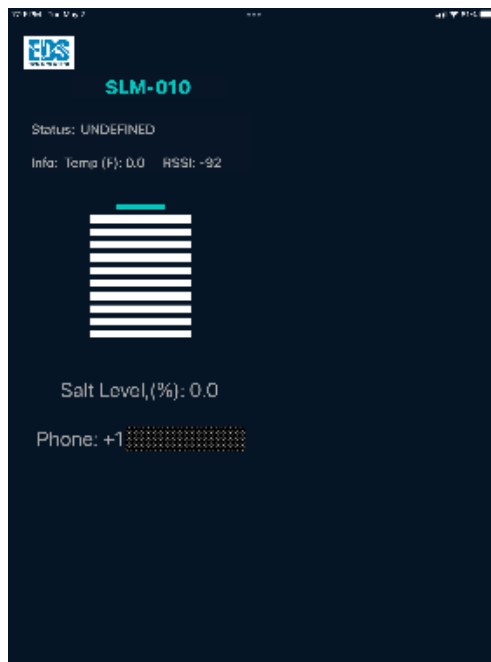 EDS
SLM-010
Status: UNDEFINED
Info: Temp (F): 0.0 RSSI: -92
Salt Level,(%): 0.0
Phone: +1